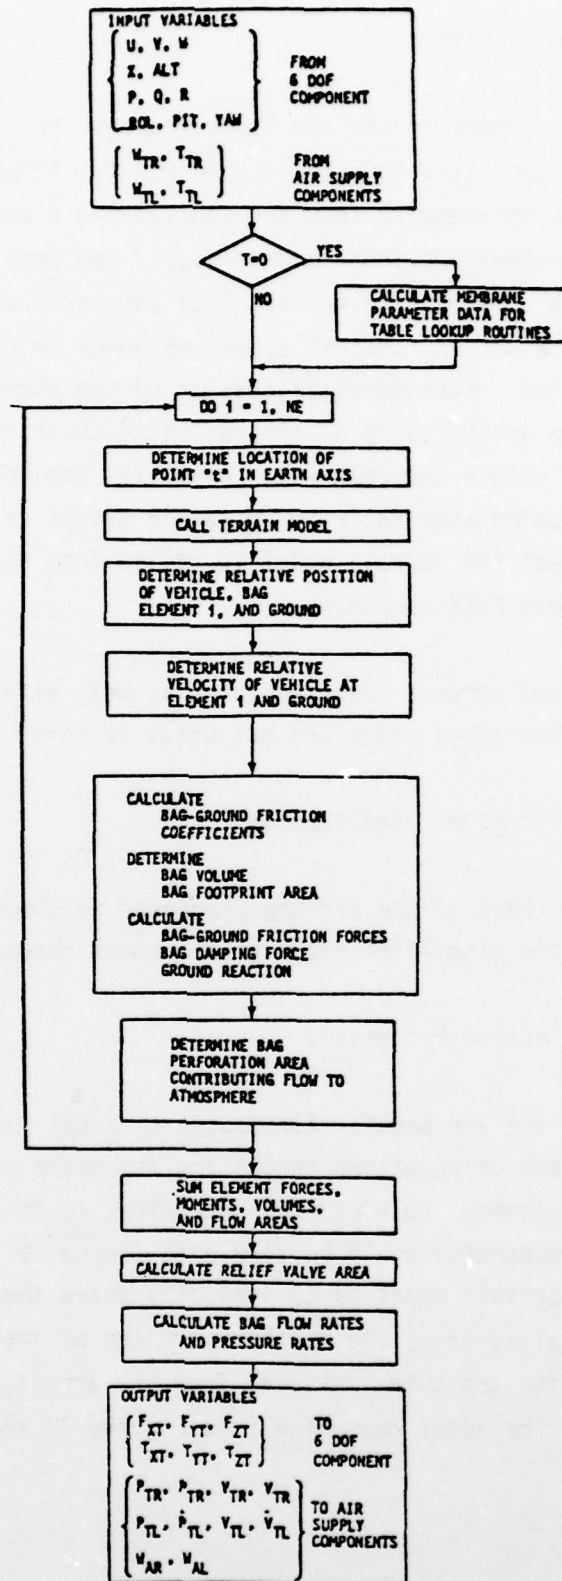 INPUT VARIABLES
U, V, W
X, ALT
P, Q, R
ROL, PIT, YAW
FROM
6 DOF
COMPONENT
W_TR, T_TR
W_TL, T_TL
FROM
AIR SUPPLY
COMPONENTS
T=0
YES
NO
CALCULATE MEMBRANE
PARAMETER DATA FOR
TABLE LOOKUP ROUTINES
DO 1 = 1, NE
DETERMINE LOCATION OF
POINT "t" IN EARTH AXIS
CALL TERRAIN MODEL
DETERMINE RELATIVE POSITION
OF VEHICLE, BAG
ELEMENT 1, AND GROUND
DETERMINE RELATIVE
VELOCITY OF VEHICLE AT
ELEMENT 1 AND GROUND
CALCULATE
BAG-GROUND FRICTION
COEFFICIENTS
DETERMINE
BAG VOLUME
BAG FOOTPRINT AREA
CALCULATE
BAG-GROUND FRICTION FORCES
BAG DAMPING FORCE
GROUND REACTION
DETERMINE BAG
PERFORATION AREA
CONTRIBUTING FLOW TO
ATMOSPHERE
SUM ELEMENT FORCES,
MOMENTS, VOLUMES,
AND FLOW AREAS
CALCULATE RELIEF VALVE AREA
CALCULATE BAG FLOW RATES
AND PRESSURE RATES
OUTPUT VARIABLES
F_XT, F_YT, F_ZT
T_XT, T_YT, T_ZT
TO
6 DOF
COMPONENT
P_TR, Ṗ_TR, V_TR, V_TR
P_TL, Ṗ_TL, V_TL, V̇_TL
W_AR, W_AL
TO AIR
SUPPLY
COMPONENTS